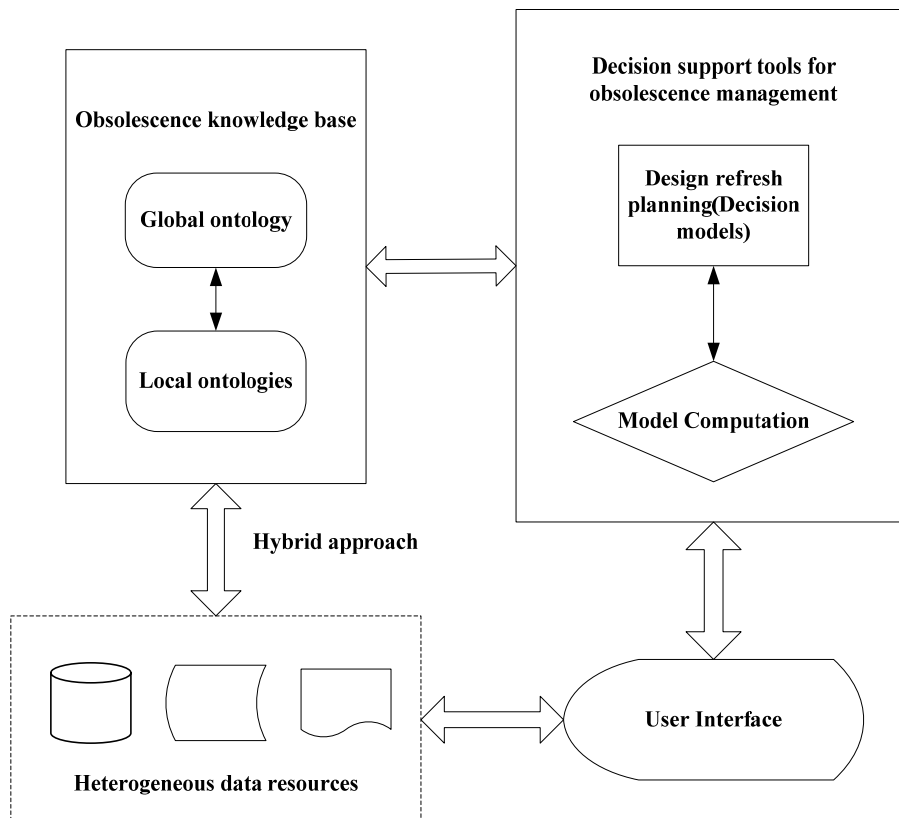 Obsolescence knowledge base
Global ontology
Local ontologies
Decision support tools for
obsolescence management
Design refresh
planning(Decision
models)
Model Computation
Hybrid approach
Heterogeneous data resources
User Interface